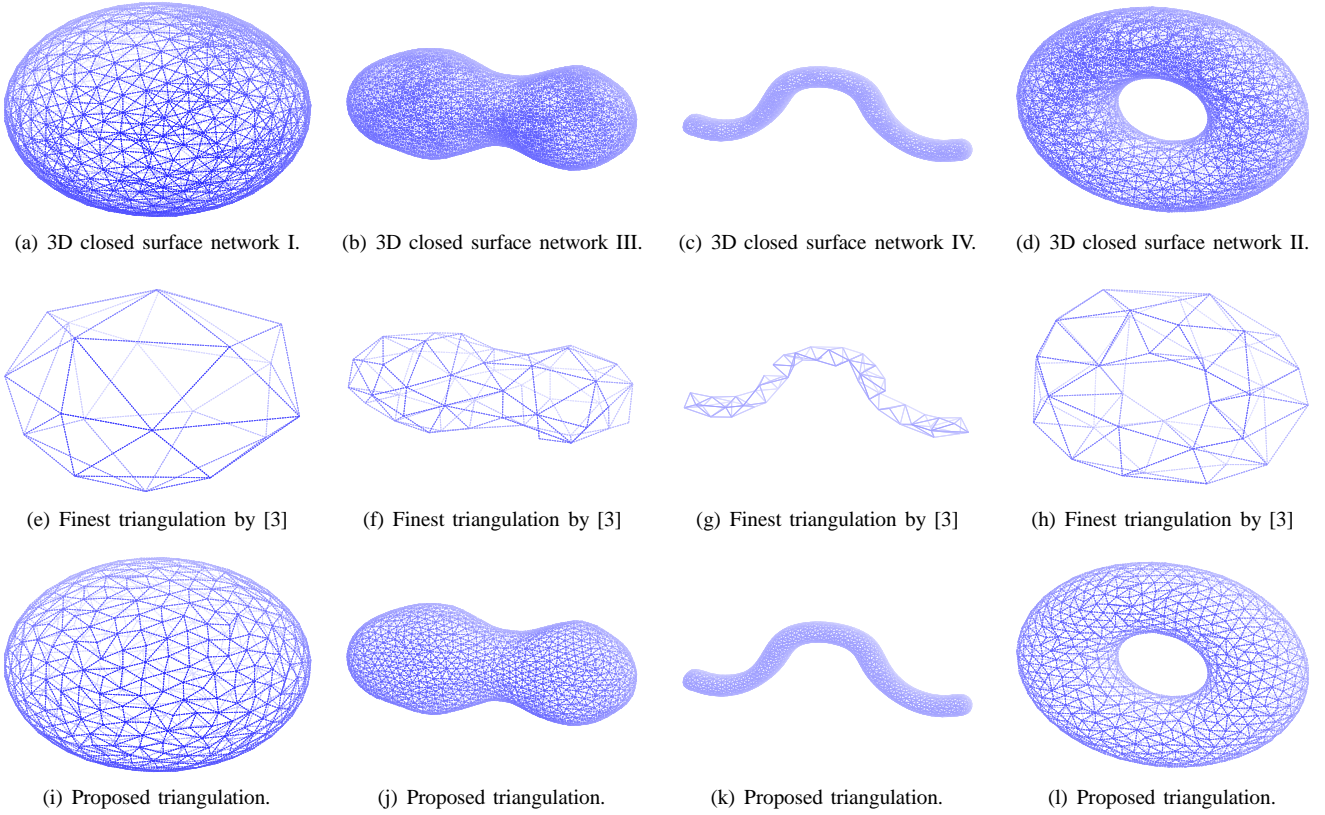 (a) 3D closed surface network I.
(b) 3D closed surface network III.
(c) 3D closed surface network IV.
(d) 3D closed surface network II.
(e) Finest triangulation by [3]
(f) Finest triangulation by [3]
(g) Finest triangulation by [3]
(h) Finest triangulation by [3]
(i) Proposed triangulation.
(j) Proposed triangulation.
(k) Proposed triangulation.
(l) Proposed triangulation.